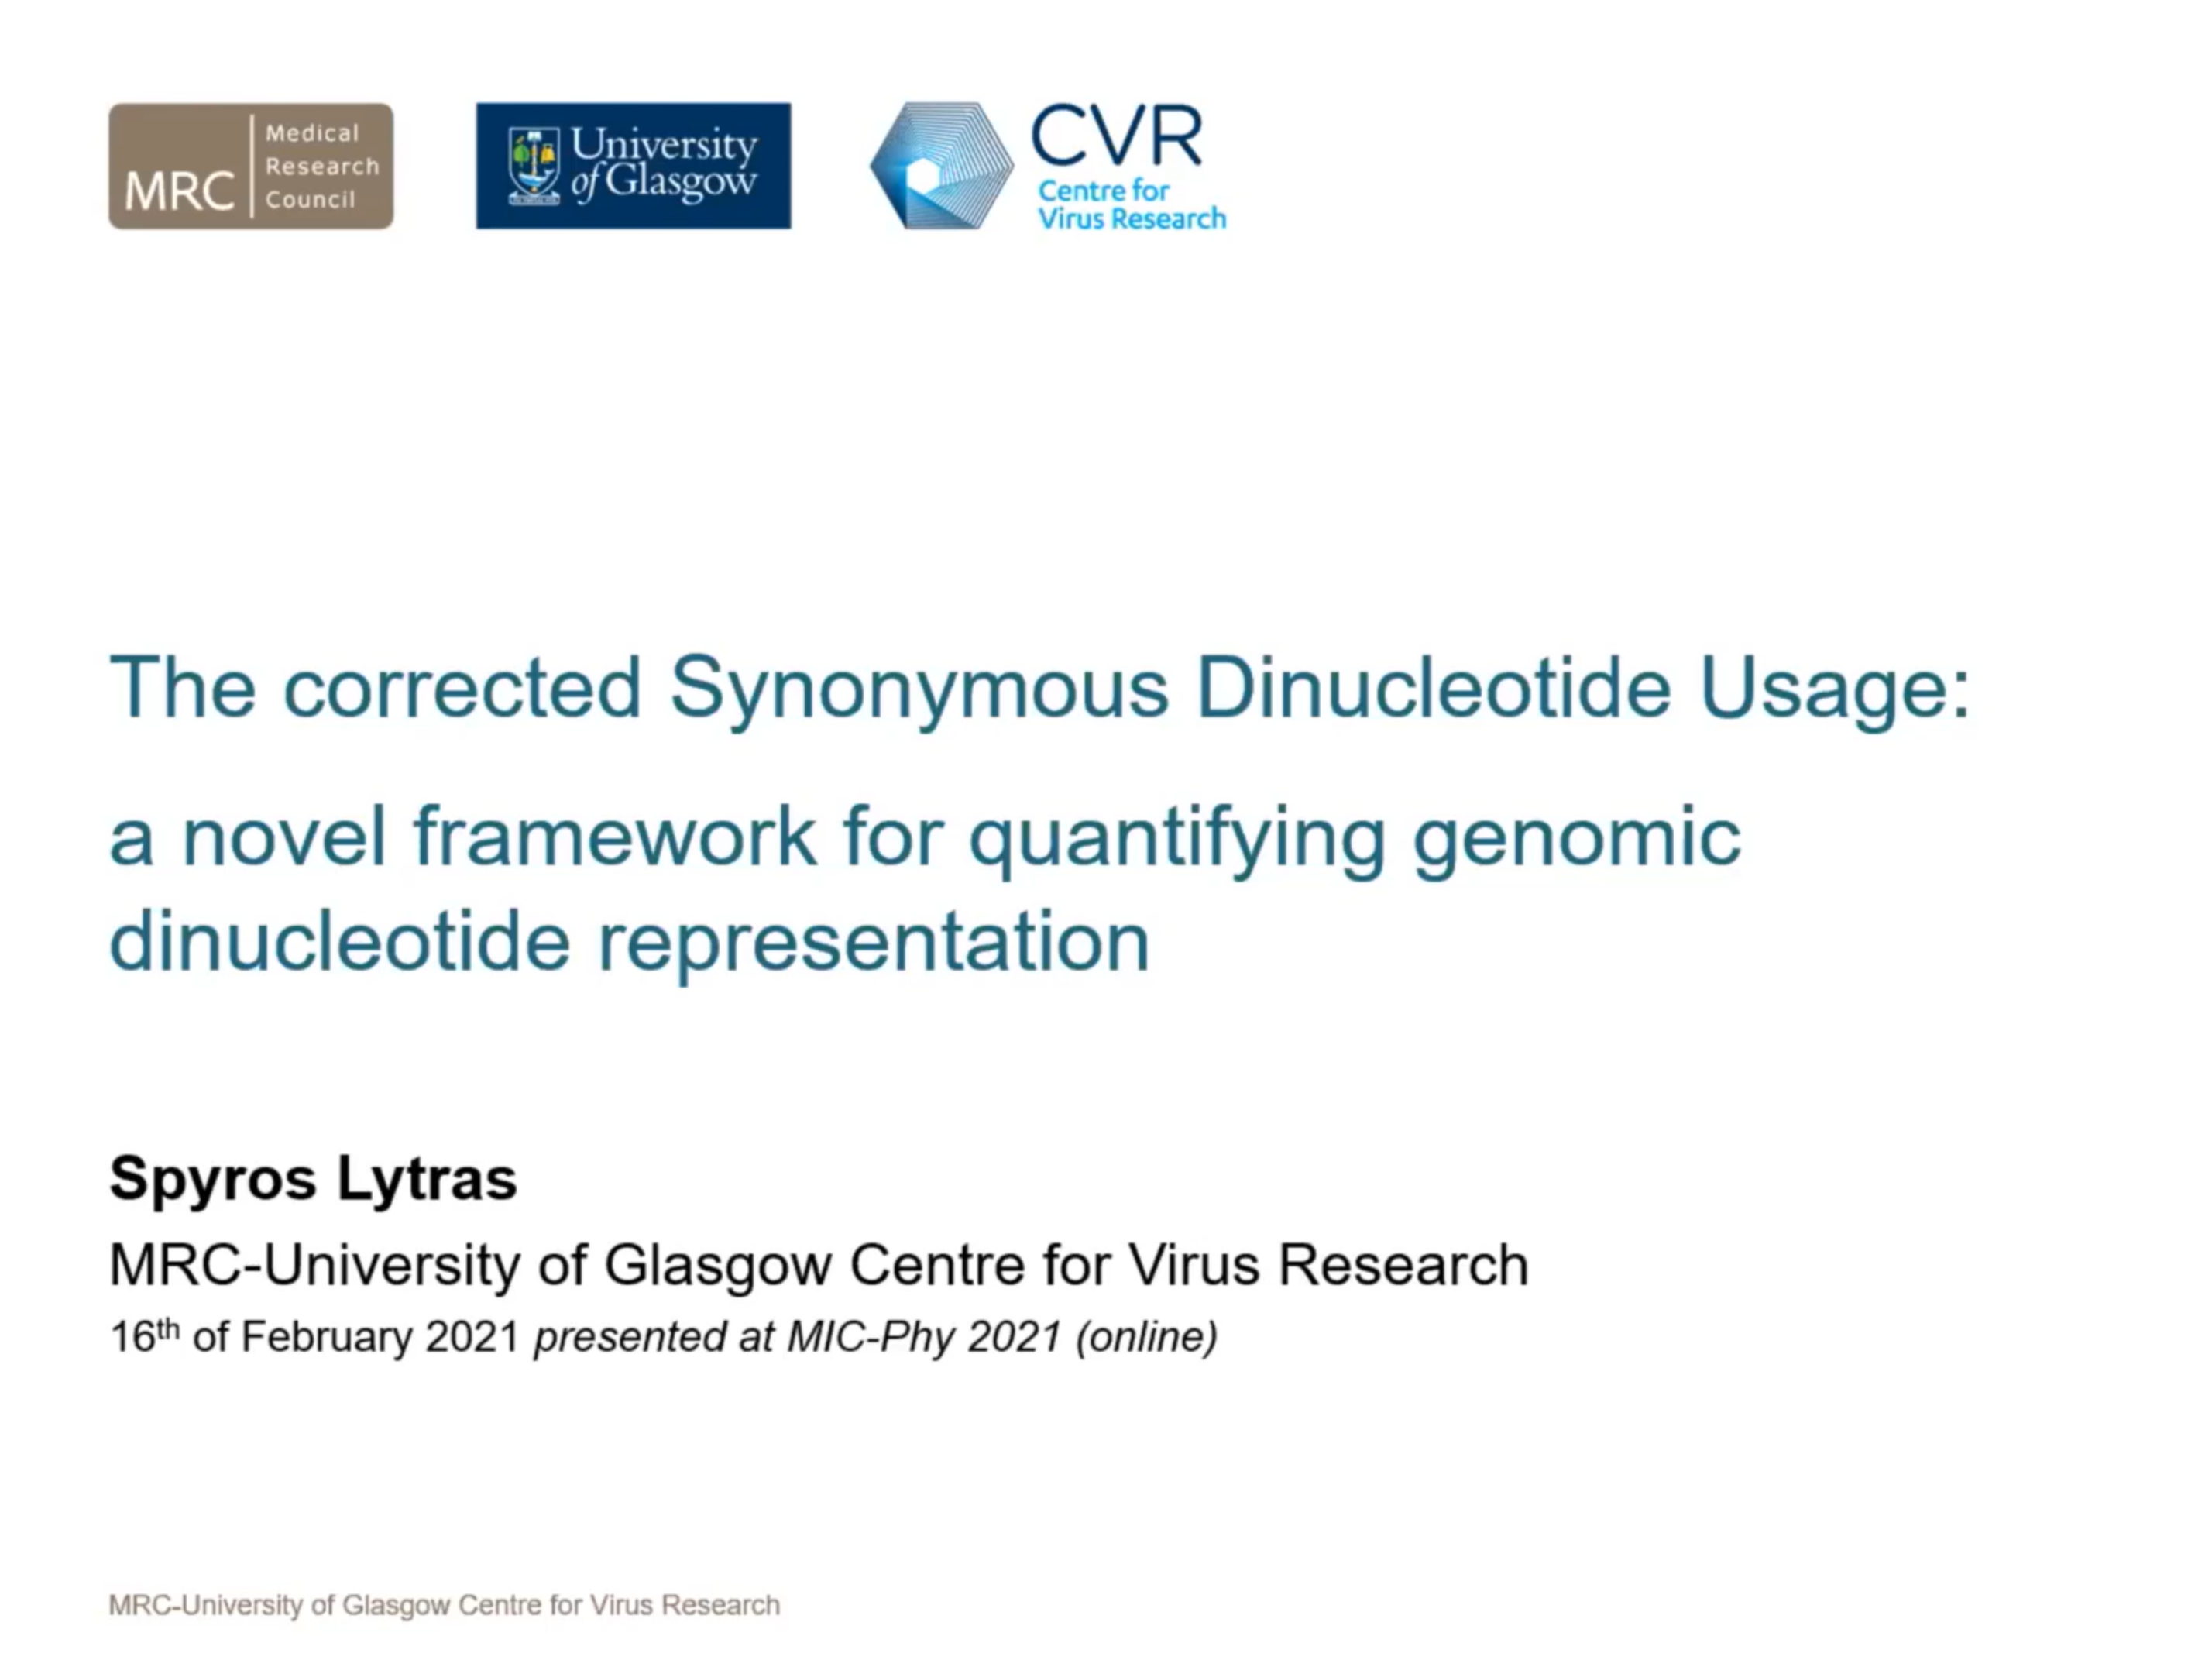 MRC
Medical
Research
Council
University
of Glasgow
CVR
Centre for
Virus Research
The corrected Synonymous Dinucleotide Usage:
a novel framework for quantifying genomic
dinucleotide representation
Spyros Lytras
MRC-University of Glasgow Centre for Virus Research
16th of February 2021 presented at MIC-Phy 2021 (online)
MRC-University of Glasgow Centre for Virus Research